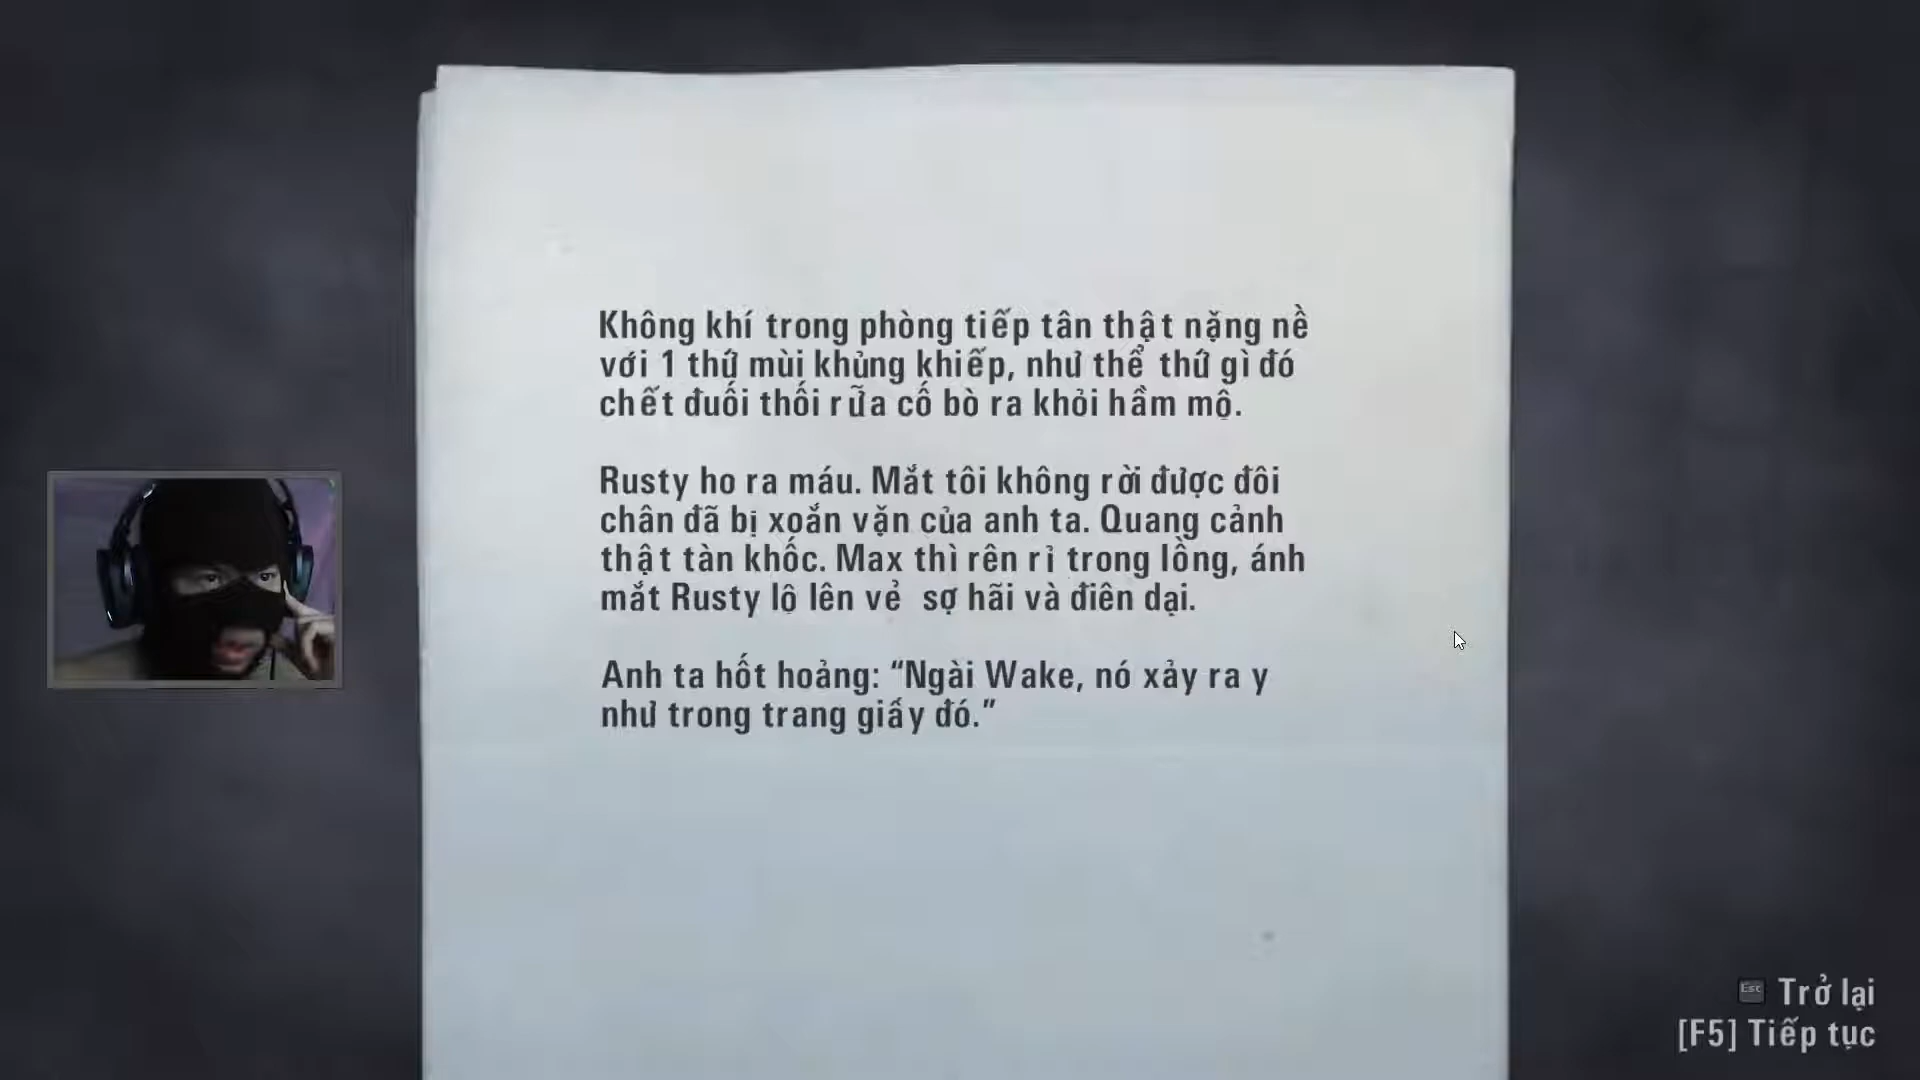 Không khí trong phòng tiếp tân thật nặng nề
với 1 thứ mùi khủng khiếp, như thể thứ gì đó
chết đuối thối rữa cố bò ra khỏi hầm mộ.
Rusty ho ra máu. Mắt tôi không rời được đôi
chân đã bị xoắn vặn của anh ta. Quang cảnh
thật tàn khốc. Max thì rên rỉ trong lồng, ánh
mắt Rusty lộ lên vẻ sợ hãi và điên dại.
Anh ta hốt hoảng: “Ngài Wake, nó xảy ra y
như trong trang giấy đó.”
Esc Trở lại
[F5] Tiếp tục